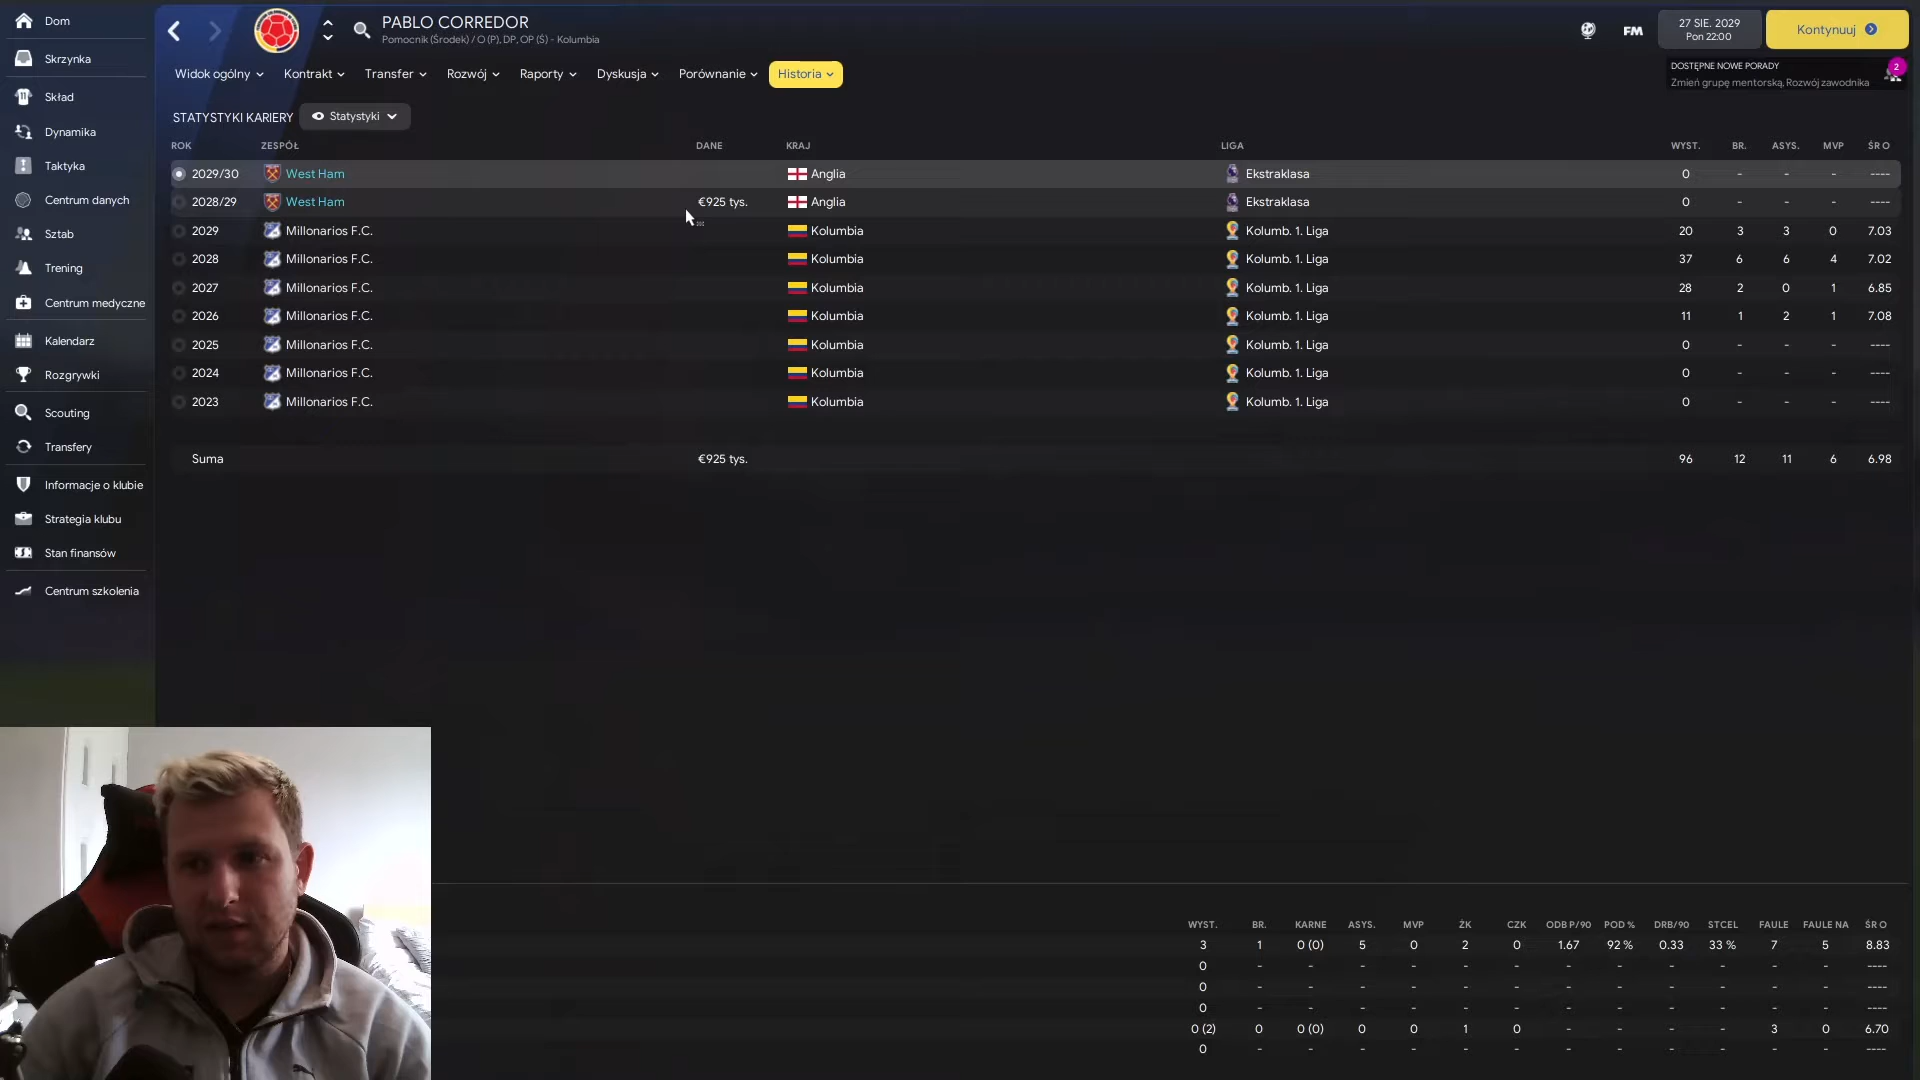 Dom
Skrzynka
Skład
Dynamika
Taktyka
Centrum danych
Sztab
Trening
Centrum medyczne
Kalendarz
Rozgrywki
Scouting
Transfery
Informacje o klubie
Strategia klubu
Stan finansów
Centrum szkolenia
PABLO CORREDOR
Pomocnik (Środek) / O (P), DP, OP (Ś) - Kolumbia
FM
27 SIE. 2029
Pon 22:00
Kontynuuj
DOSTĘPNE NOWE PORADY
Zmień grupę mentorską, Rozwój zawodnika
2
Widok ogólny Kontrakt Transfer Rozwój Raporty Dyskusja Porównanie Historia
STATYSTYKI KARIERY Statystyki
ROK ZESPÓŁ DANE KRAJ LIGA WYST. BR. ASYS. MVP ŚR O
2029/30 West Ham Anglia Ekstraklasa 0 - - - ----
2028/29 West Ham €925 tys. Anglia Ekstraklasa 0 - - - ----
2029 Millonarios F.C. Kolumbia Kolumb. 1. Liga 20 3 3 0 7.03
2028 Millonarios F.C. Kolumbia Kolumb. 1. Liga 37 6 6 4 7.02
2027 Millonarios F.C. Kolumbia Kolumb. 1. Liga 28 2 0 1 6.85
2026 Millonarios F.C. Kolumbia Kolumb. 1. Liga 11 1 2 1 7.08
2025 Millonarios F.C. Kolumbia Kolumb. 1. Liga 0 - - - ----
2024 Millonarios F.C. Kolumbia Kolumb. 1. Liga 0 - - - ----
2023 Millonarios F.C. Kolumbia Kolumb. 1. Liga 0 - - - ----
Suma €925 tys. 96 12 11 6 6.98
WYST. BR. KARNE ASYS. MVP ŻK CZK ODB P/90 POD % DRB/90 STCEL FAULE FAULE NA ŚR O
3 1 0 (0) 5 0 2 0 1.67 92 % 0.33 33 % 7 5 8.83
0 - - - - - - - - - - - - ----
0 - - - - - - - - - - - - ----
0 - - - - - - - - - - - - ----
0 (2) 0 0 (0) 0 0 1 0 - - - - 3 0 6.70
0 - - - - - - - - - - - - ----